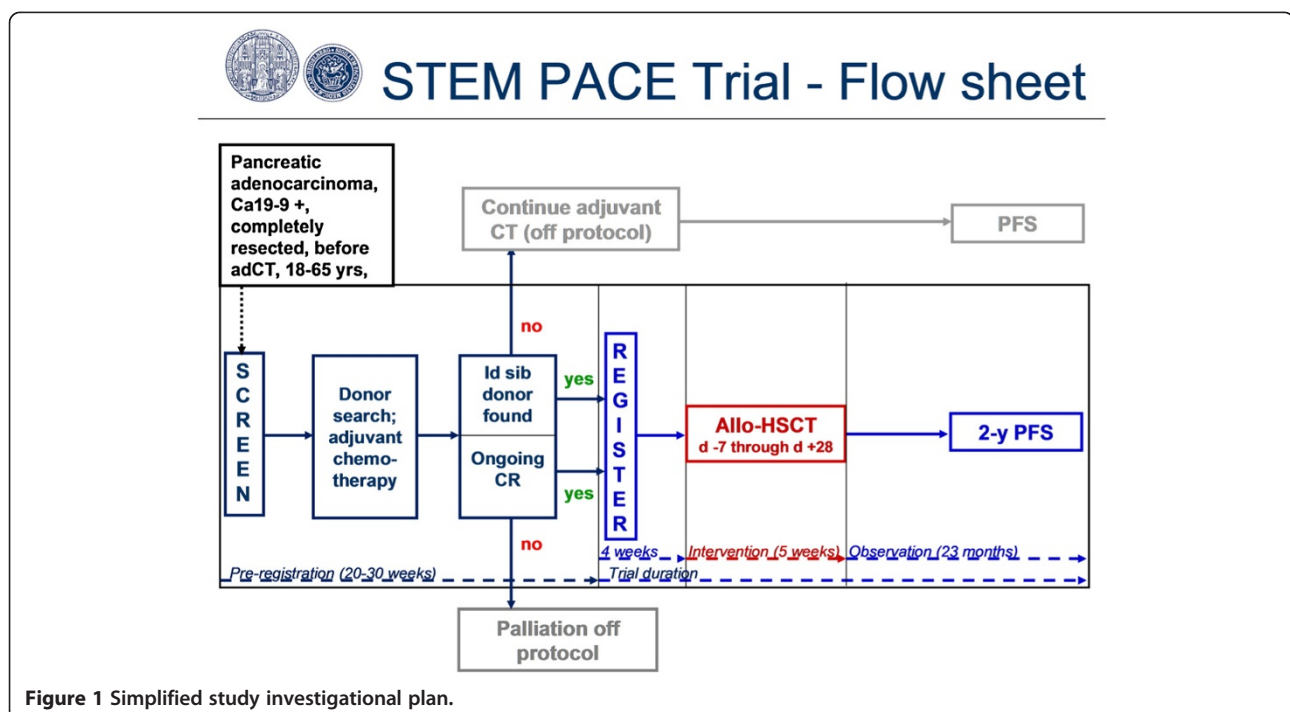 STEM PACE Trial - Flow sheet
Pancreatic
adenocarcinoma,
Ca19-9 +,
completely
resected, before
adCT, 18-65 yrs,
Continue adjuvant
CT (off protocol)
PFS
no
SCREEN
Donor
search;
adjuvant
chemo-
therapy
Id sib
donor
found
Ongoing
CR
yes
yes
REGISTER
Allo-HSCT
d -7 through d +28
2-y PFS
no
4 weeks
Intervention (5 weeks)
Observation (23 months)
Pre-registration (20-30 weeks)
Trial duration
Palliation off
protocol
Figure 1 Simplified study investigational plan.